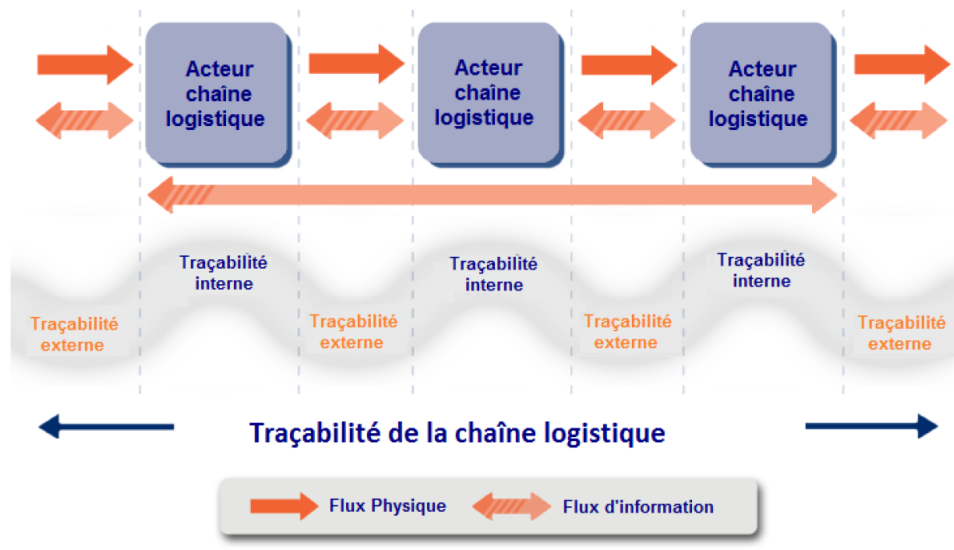 Acteur
chaîne
logistique
Acteur
chaîne
logistique
Acteur
chaîne
logistique
Traçabilité
interne
Traçabilité
interne
Traçabilité
interne
Traçabilité
externe
Traçabilité
externe
Traçabilité
externe
Traçabilité
externe
Traçabilité de la chaîne logistique
Flux Physique
Flux d'information